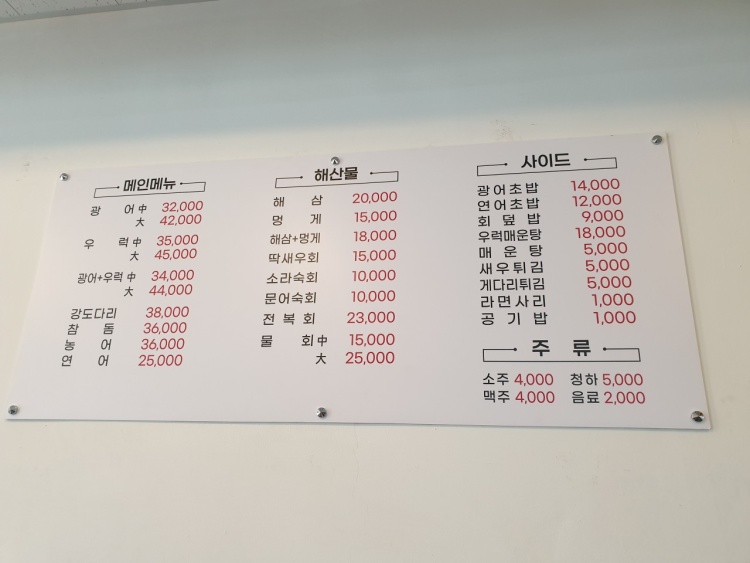 메인메뉴
광 어 中 32,000
大 42,000
우 럭 中 35,000
大 45,000
광어+우럭 中 34,000
大 44,000
강도다리 38,000
참 돔 36,000
농 어 36,000
연 어 25,000
해산물
해 삼 20,000
멍 게 15,000
해삼+멍게 18,000
딱새우회 15,000
소라숙회 10,000
문어숙회 10,000
전 복 회 23,000
물 회 中 15,000
大 25,000
사이드
광어초밥 14,000
연어초밥 12,000
회 덮 밥 9,000
우럭매운탕 18,000
매 운 탕 5,000
새우튀김 5,000
게다리튀김 5,000
라면사리 1,000
공 기 밥 1,000
주 류
소주 4,000 청하 5,000
맥주 4,000 음료 2,000